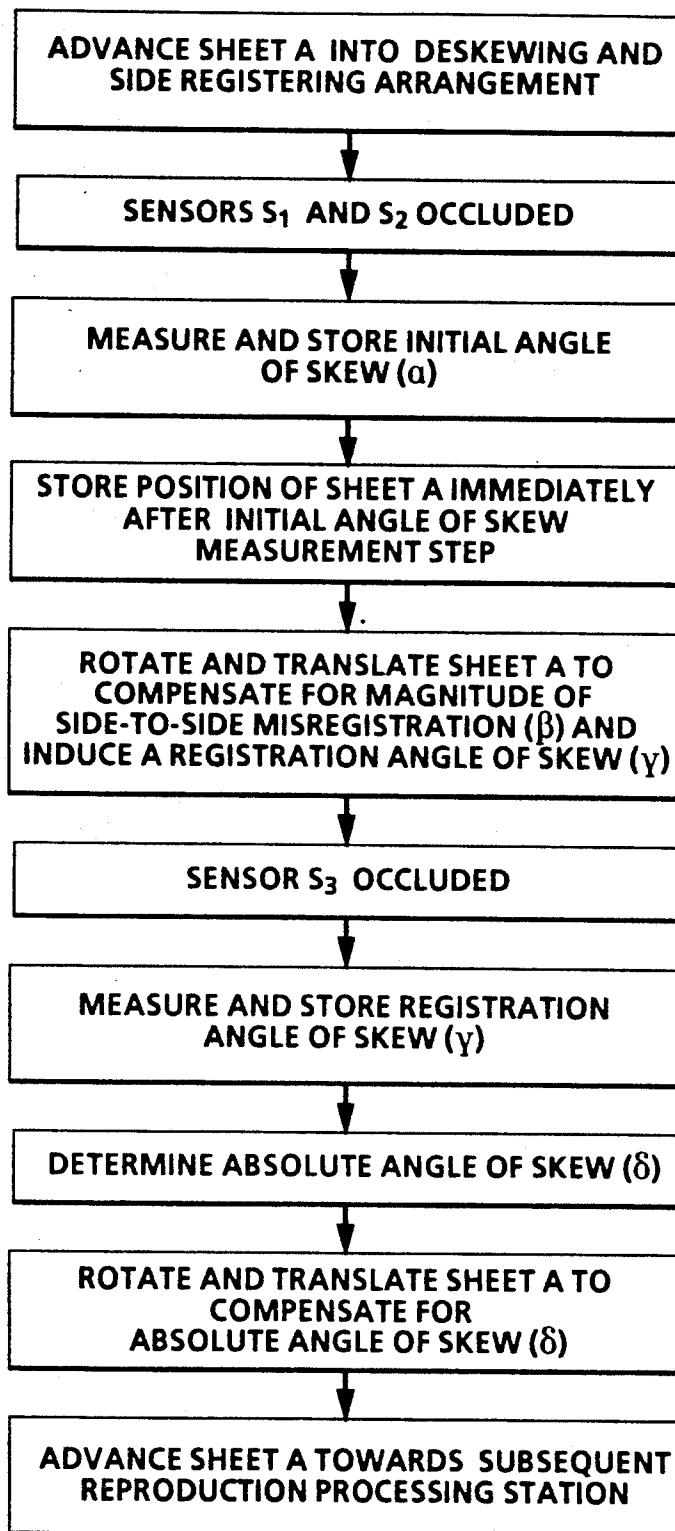 ADVANCE SHEET A INTO DESKEWING AND
SIDE REGISTERING ARRANGEMENT
SENSORS S₁ AND S₂ OCCLUDED
MEASURE AND STORE INITIAL ANGLE
OF SKEW (α)
STORE POSITION OF SHEET A IMMEDIATELY
AFTER INITIAL ANGLE OF SKEW
MEASUREMENT STEP
ROTATE AND TRANSLATE SHEET A TO
COMPENSATE FOR MAGNITUDE OF
SIDE-TO-SIDE MISREGISTRATION (β) AND
INDUCE A REGISTRATION ANGLE OF SKEW (γ)
SENSOR S₃ OCCLUDED
MEASURE AND STORE REGISTRATION
ANGLE OF SKEW (γ)
DETERMINE ABSOLUTE ANGLE OF SKEW (δ)
ROTATE AND TRANSLATE SHEET A TO
COMPENSATE FOR
ABSOLUTE ANGLE OF SKEW (δ)
ADVANCE SHEET A TOWARDS SUBSEQUENT
REPRODUCTION PROCESSING STATION